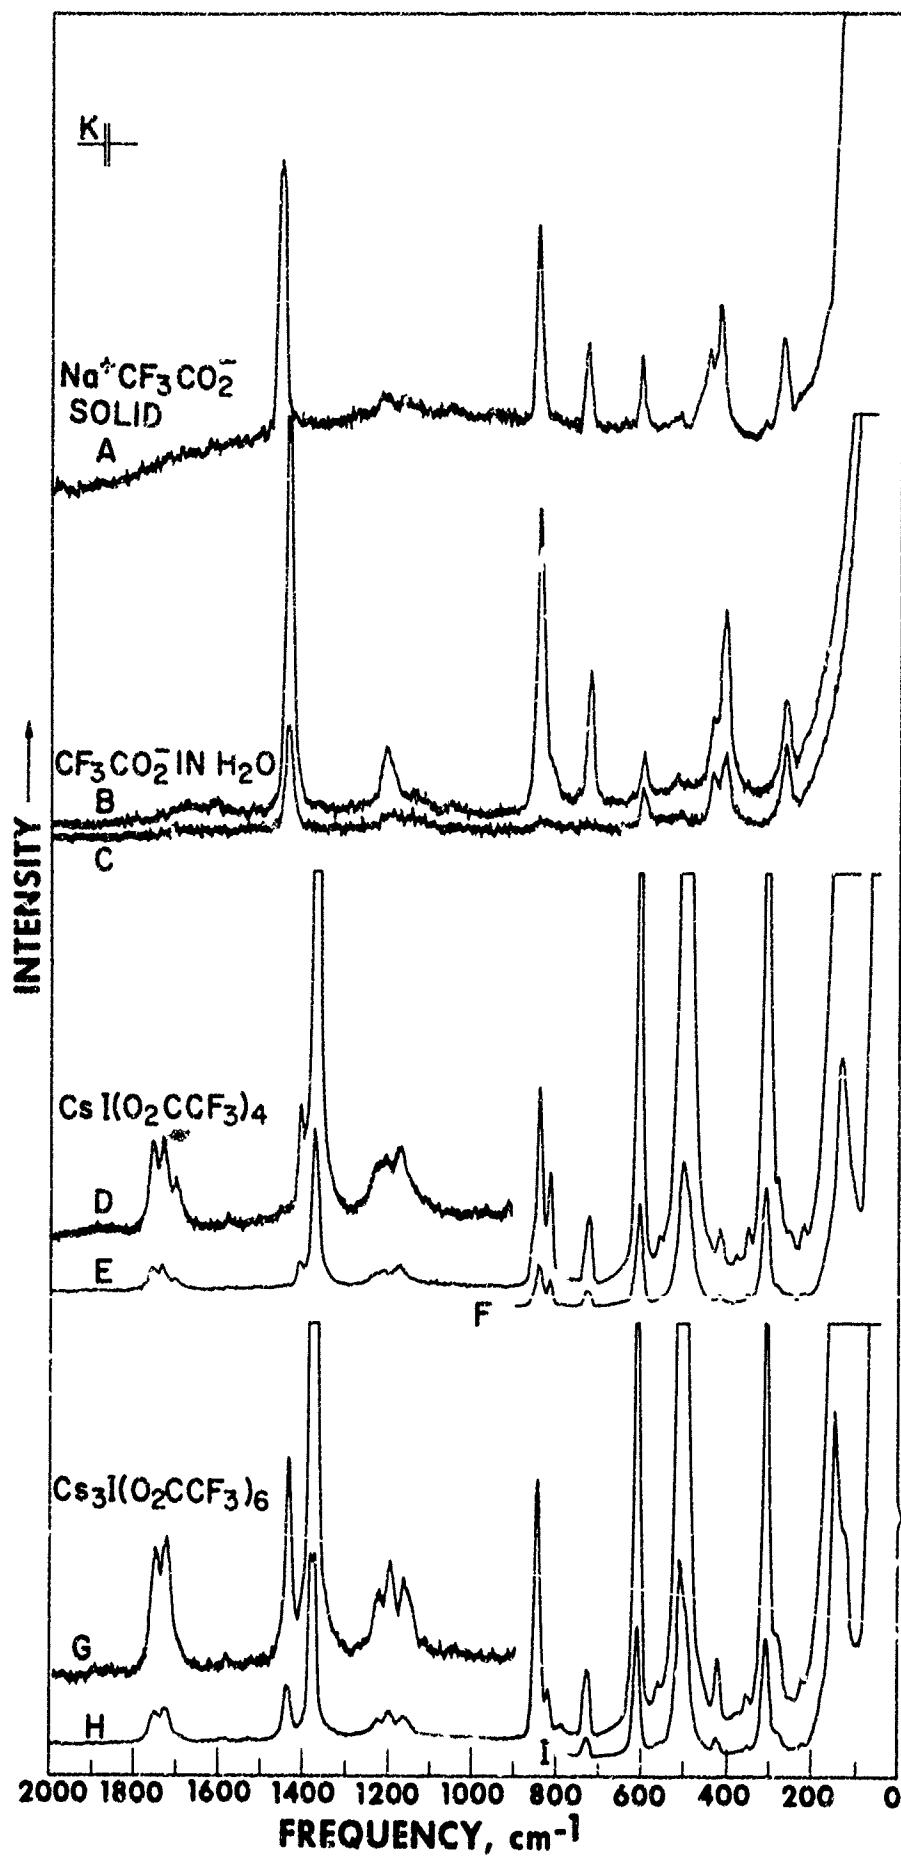 K
Na⁺CF₃CO₂⁻
SOLID
A
CF₃CO₂⁻ IN H₂O
B
C
INTENSITY →
CsI(O₂CCF₃)₄
D
E
F
Cs₃I(O₂CCF₃)₆
G
H
I
2000 1800 1600 1400 1200 1000 800 600 400 200 0
FREQUENCY, cm⁻¹